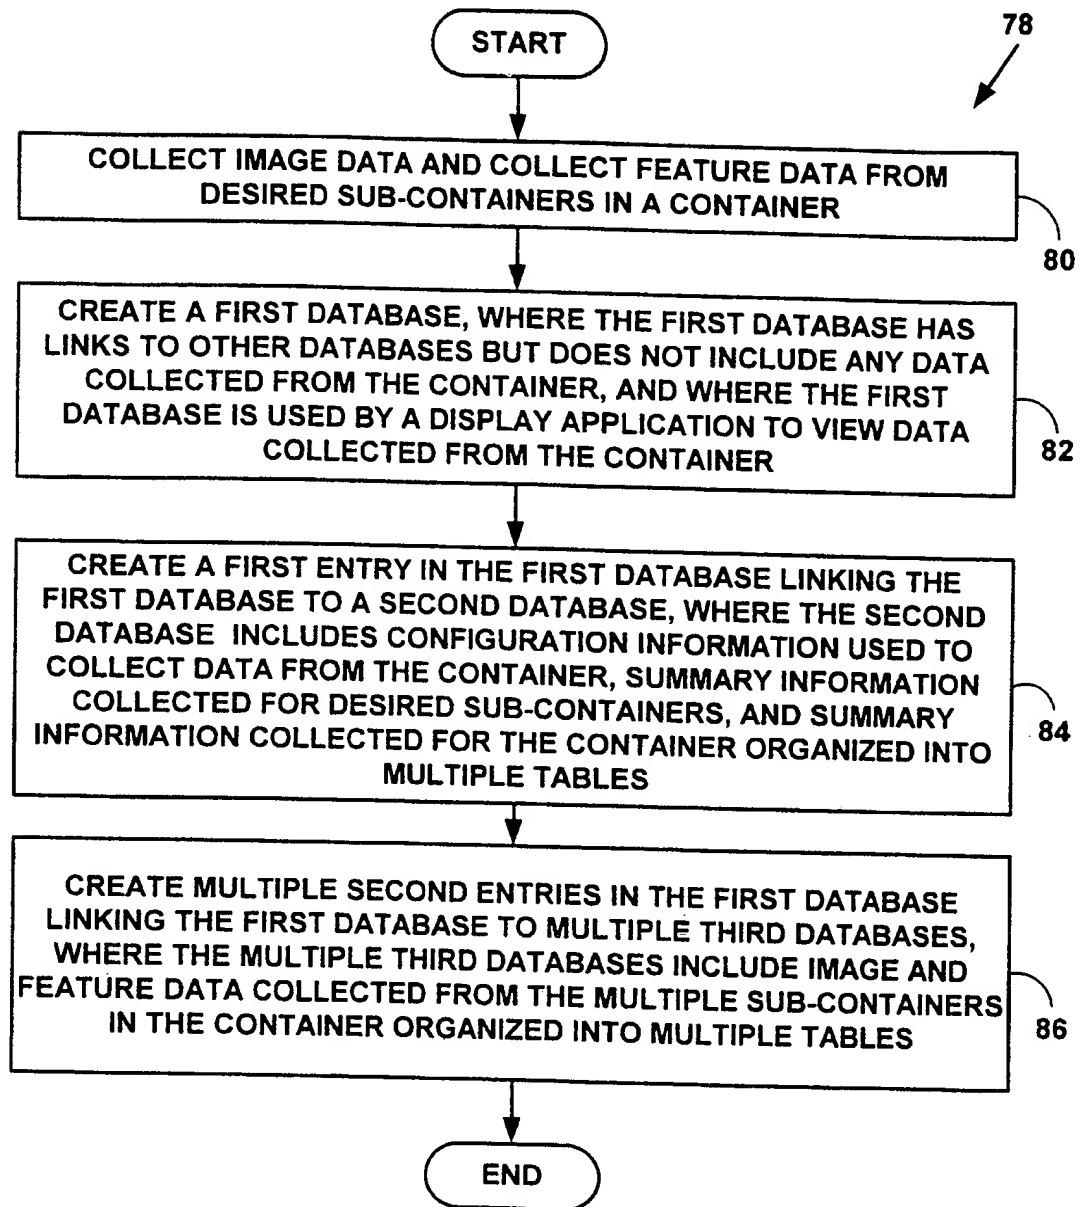 START
78
COLLECT IMAGE DATA AND COLLECT FEATURE DATA FROM
DESIRED SUB-CONTAINERS IN A CONTAINER
80
CREATE A FIRST DATABASE, WHERE THE FIRST DATABASE HAS
LINKS TO OTHER DATABASES BUT DOES NOT INCLUDE ANY DATA
COLLECTED FROM THE CONTAINER, AND WHERE THE FIRST
DATABASE IS USED BY A DISPLAY APPLICATION TO VIEW DATA
COLLECTED FROM THE CONTAINER
82
CREATE A FIRST ENTRY IN THE FIRST DATABASE LINKING THE
FIRST DATABASE TO A SECOND DATABASE, WHERE THE SECOND
DATABASE INCLUDES CONFIGURATION INFORMATION USED TO
COLLECT DATA FROM THE CONTAINER, SUMMARY INFORMATION
COLLECTED FOR DESIRED SUB-CONTAINERS, AND SUMMARY
INFORMATION COLLECTED FOR THE CONTAINER ORGANIZED INTO
MULTIPLE TABLES
84
CREATE MULTIPLE SECOND ENTRIES IN THE FIRST DATABASE
LINKING THE FIRST DATABASE TO MULTIPLE THIRD DATABASES,
WHERE THE MULTIPLE THIRD DATABASES INCLUDE IMAGE AND
FEATURE DATA COLLECTED FROM THE MULTIPLE SUB-CONTAINERS
IN THE CONTAINER ORGANIZED INTO MULTIPLE TABLES
86
END